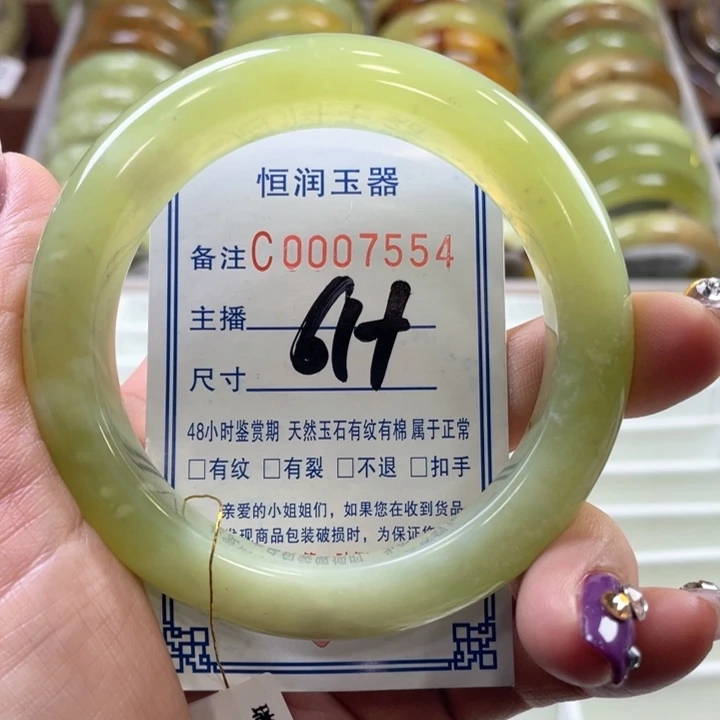 恒润玉器
备注C0007554
主播
61+
尺寸
48小时鉴赏期 天然玉石有纹有棉 属于正常
□有纹 □有裂 □不退 □扣手
亲爱的小姐姐们，如果您在收到货品
发现商品包装破损时，为保证